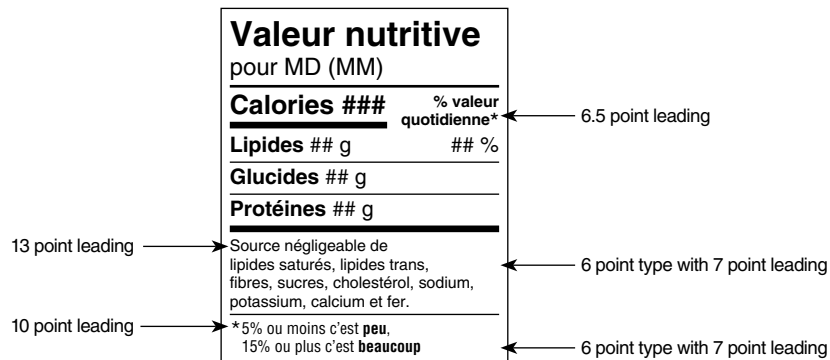 Valeur nutritive
pour MD (MM)
Calories ###
% valeur
quotidienne*
6.5 point leading
Lipides ## g ## %
Glucides ## g
Protéines ## g
13 point leading
Source négligeable de
lipides saturés, lipides trans,
fibres, sucres, cholestérol, sodium,
potassium, calcium et fer.
6 point type with 7 point leading
10 point leading
*5% ou moins c'est peu,
15% ou plus c'est beaucoup
6 point type with 7 point leading